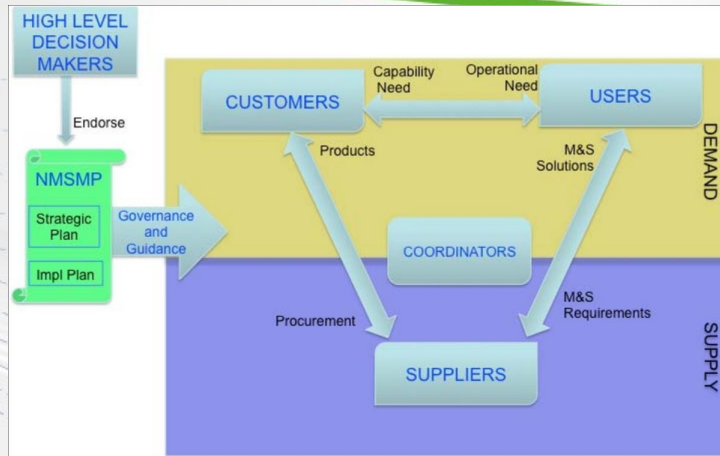 HIGH LEVEL
DECISION
MAKERS
Endorse
NMSMP
Strategic
Plan
Impl Plan
Governance
and
Guidance
CUSTOMERS
Capability
Need
Operational
Need
USERS
Products
M&S
Solutions
DEMAND
COORDINATORS
Procurement
M&S
Requirements
SUPPLIERS
SUPPLY